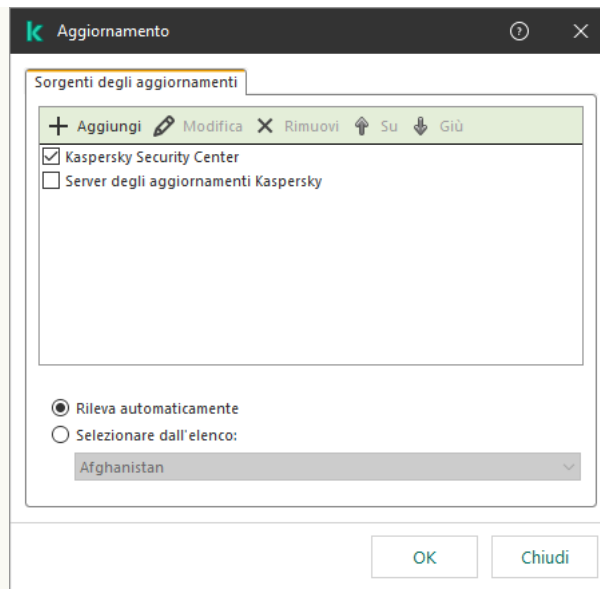 Aggiornamento
Sorgenti degli aggiornamenti
Aggiungi Modifica Rimuovi Su Giù
Kaspersky Security Center
Server degli aggiornamenti Kaspersky
Rileva automaticamente
Selezionare dall'elenco:
Afghanistan
OK Chiudi